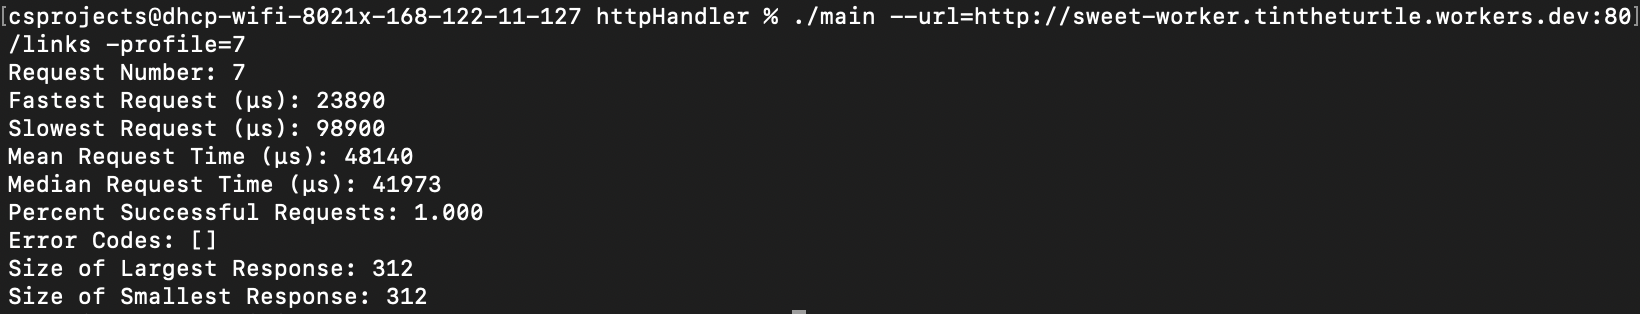 [csprojects@dhcp-wifi-8021x-168-122-11-127 httpHandler % ./main --url=http://sweet-worker.tintheturtle.workers.dev:80]
/links -profile=7
Request Number: 7
Fastest Request (µs): 23890
Slowest Request (µs): 98900
Mean Request Time (µs): 48140
Median Request Time (µs): 41973
Percent Successful Requests: 1.000
Error Codes: []
Size of Largest Response: 312
Size of Smallest Response: 312